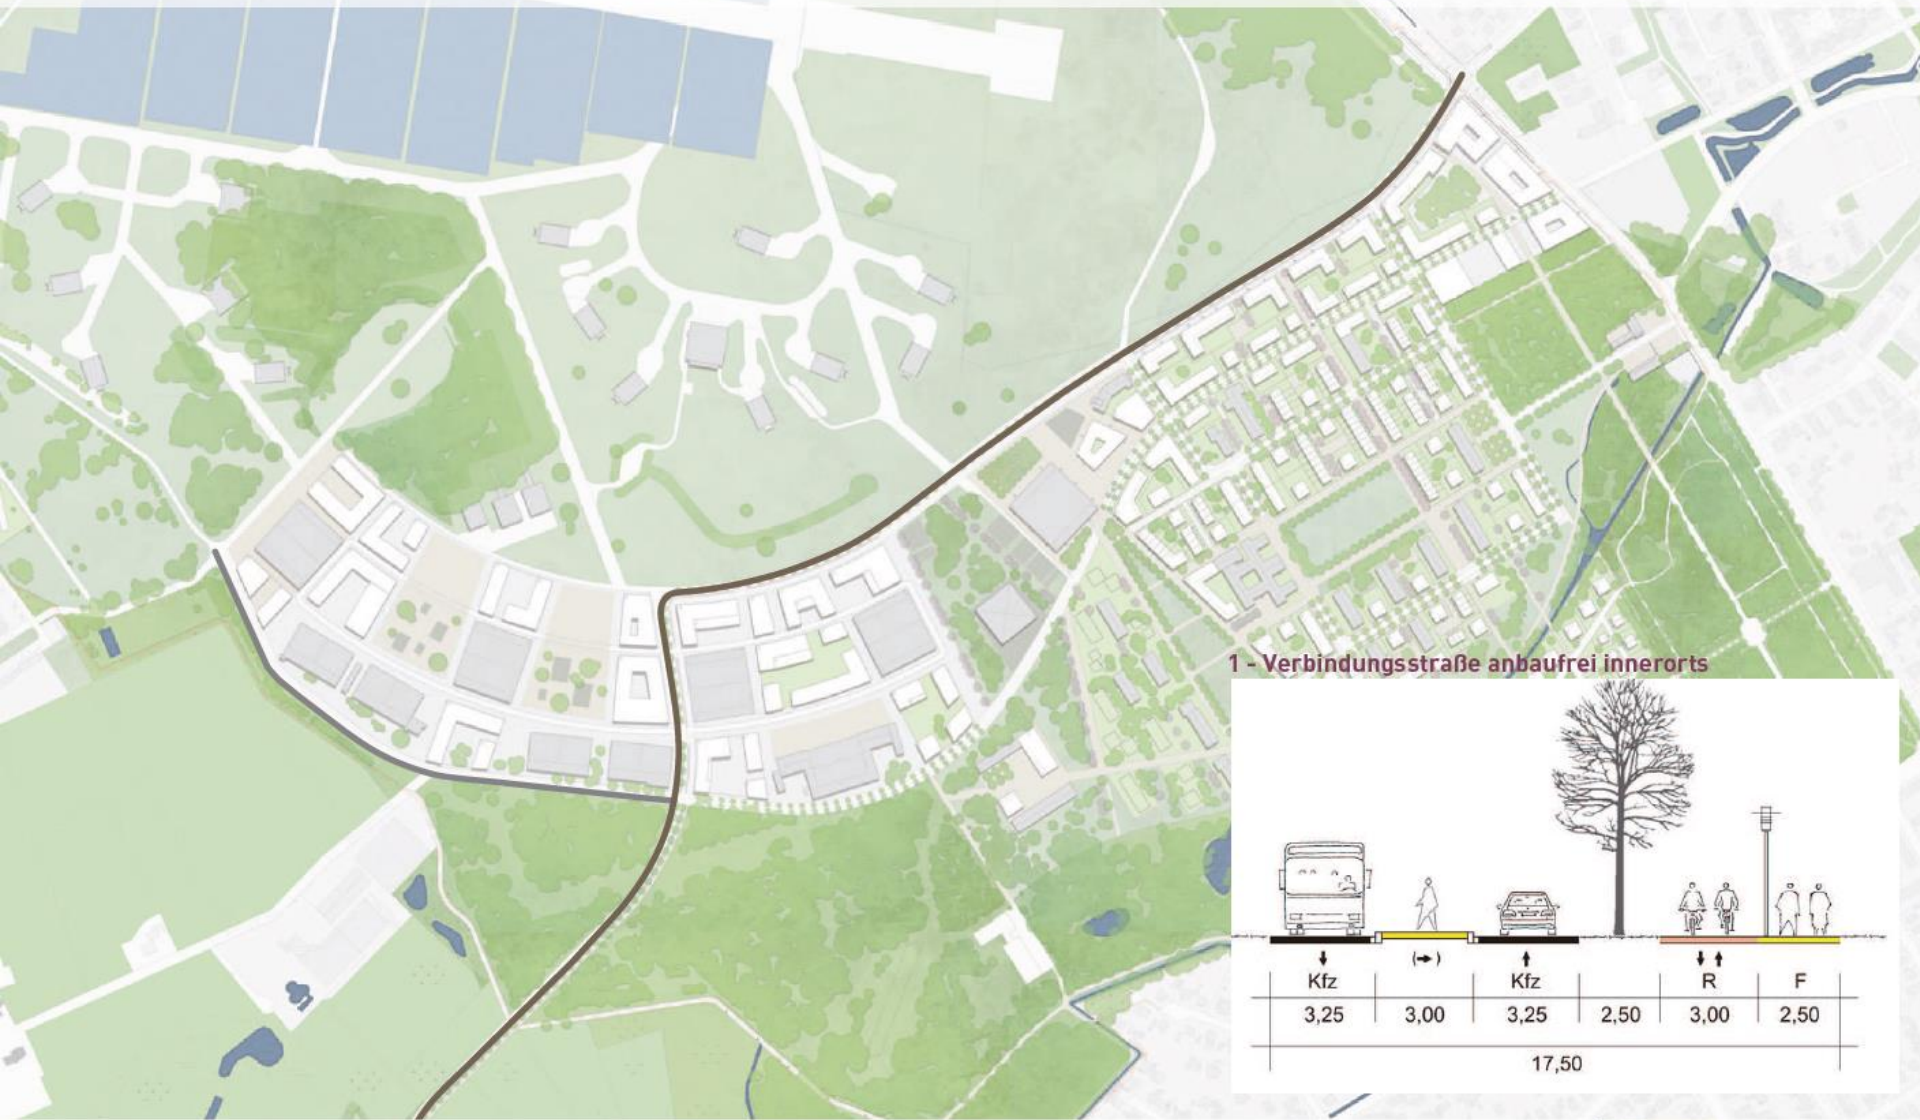 1 - Verbindungsstraße anbaufrei innerorts
Kfz Kfz R F
3,25 3,00 3,25 2,50 3,00 2,50
17,50